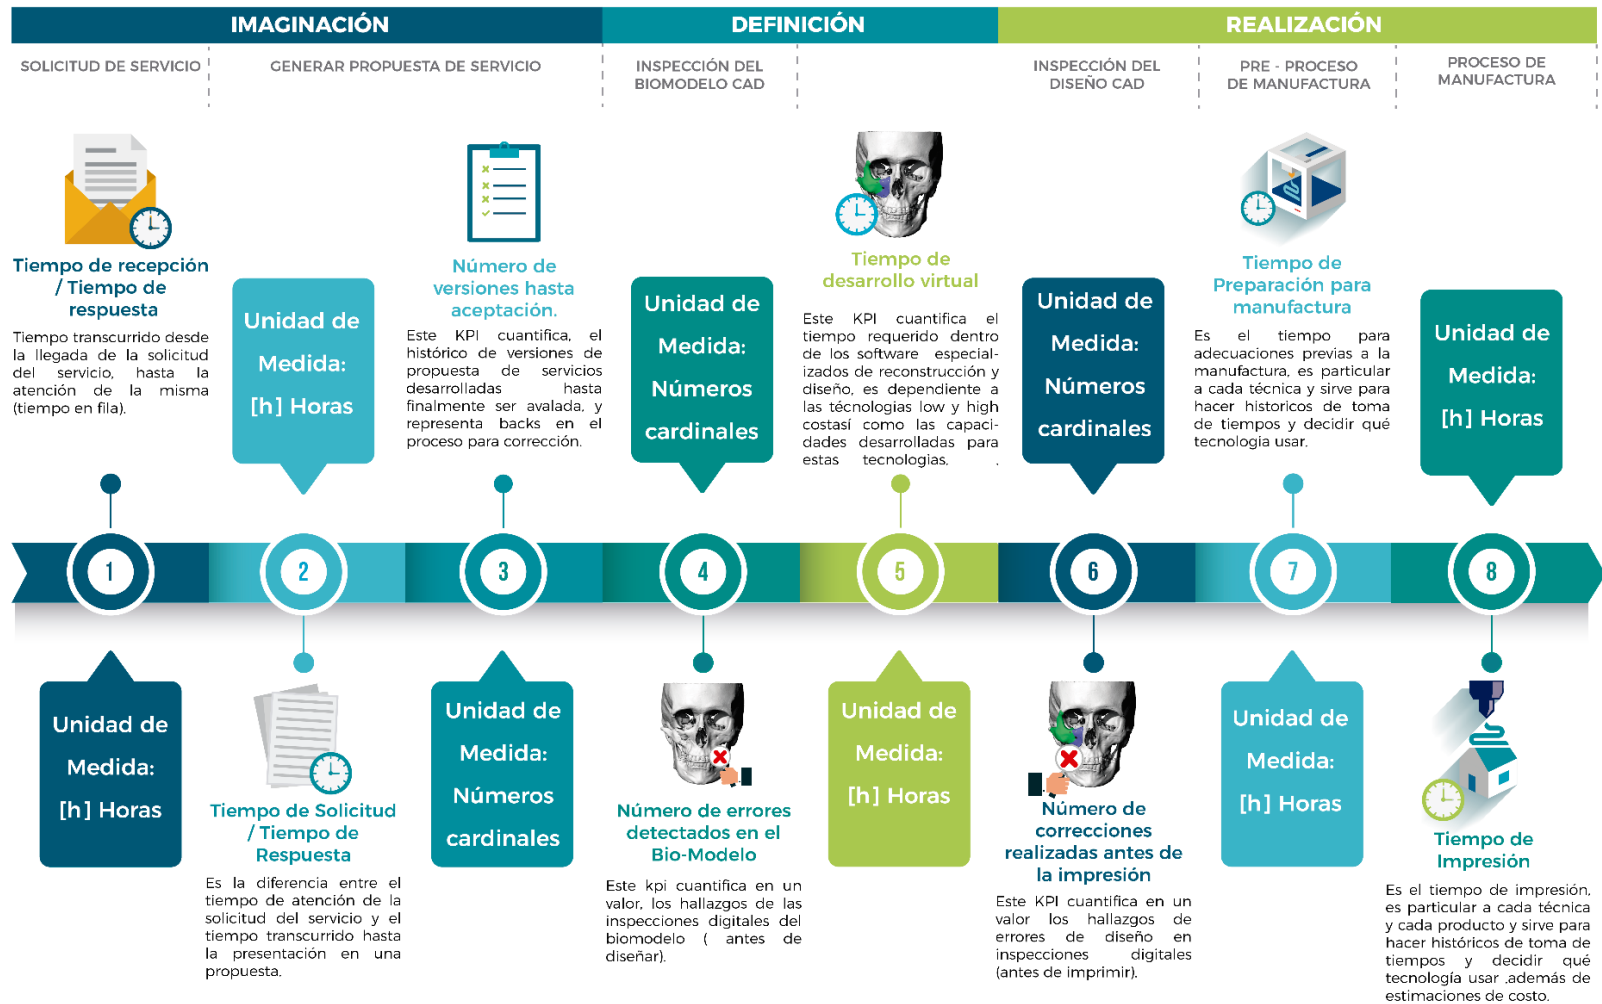 IMAGINACIÓN
DEFINICIÓN
REALIZACIÓN
SOLICITUD DE SERVICIO
GENERAR PROPUESTA DE SERVICIO
INSPECCIÓN DEL
BIOMODELO CAD
INSPECCIÓN DEL
DISEÑO CAD
PRE - PROCESO
DE MANUFACTURA
PROCESO DE
MANUFACTURA
Tiempo de recepción
/ Tiempo de
respuesta
Tiempo transcurrido desde
la llegada de la solicitud
del servicio, hasta la
atención de la misma
(tiempo en fila).
Unidad de
Medida:
[h] Horas
Número de
versiones hasta
aceptación.
Este KPI cuantifica, el
histórico de versiones de
propuesta de servicios
desarrolladas hasta
finalmente ser avalada, y
representa backs en el
proceso para corrección.
Unidad de
Medida:
Números
cardinales
Tiempo de
desarrollo virtual
Este KPI cuantifica el
tiempo requerido dentro
de los software especial-
izados de reconstrucción y
diseño, es dependiente a
las técnologias low y high
costasí como las capaci-
dades desarrolladas para
estas tecnologias. .
Unidad de
Medida:
Números
cardinales
Tiempo de
Preparación para
manufactura
Es el tiempo para
adecuaciones previas a la
manufactura, es particular
a cada técnica y sirve para
hacer historicos de toma
de tiempos y decidir qué
tecnologia usar.
Unidad de
Medida:
[h] Horas
1
2
3
4
5
6
7
8
Unidad de
Medida:
[h] Horas
Tiempo de Solicitud
/ Tiempo de
Respuesta
Es la diferencia entre el
tiempo de atención de la
solicitud del servicio y el
tiempo transcurrido hasta
la presentación en una
propuesta.
Unidad de
Medida:
Números
cardinales
Número de errores
detectados en el
Bio-Modelo
Este kpi cuantifica en un
valor, los hallazgos de las
inspecciones digitales del
biomodelo ( antes de
diseñar).
Unidad de
Medida:
[h] Horas
Número de
correcciones
realizadas antes de
la impresión
Este KPI cuantifica en un
valor los hallazgos de
errores de diseño en
inspecciones digitales
(antes de imprimir).
Unidad de
Medida:
[h] Horas
Tiempo de
Impresión
Es el tiempo de impresión,
es particular a cada técnica
y cada producto y sirve para
hacer históricos de toma de
tiempos y decidir qué
tecnología usar ,además de
estimaciones de costo.